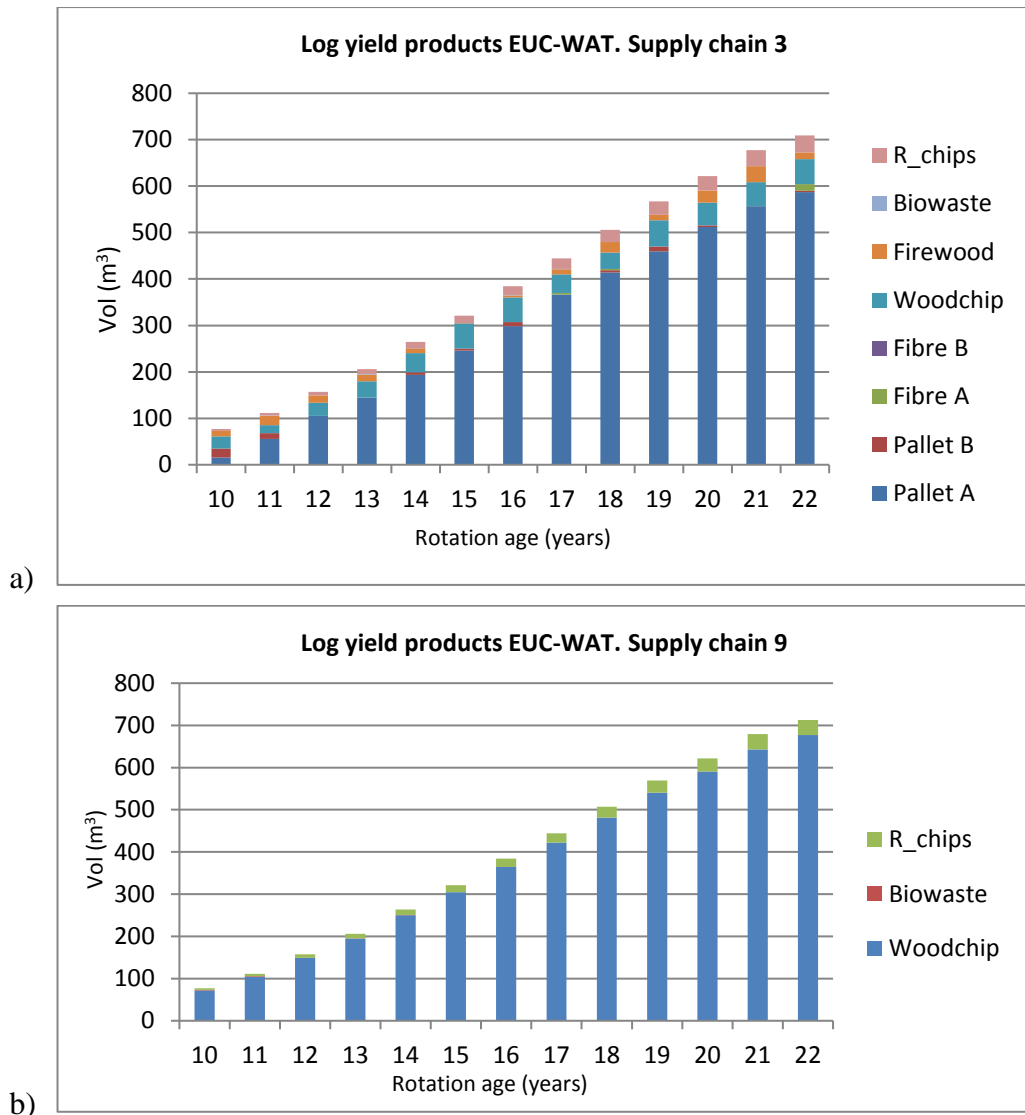 Log yield products EUC-WAT. Supply chain 3
Vol (m³)
800
700
600
500
400
300
200
100
0
10 11 12 13 14 15 16 17 18 19 20 21 22
Rotation age (years)
R_chips
Biowaste
Firewood
Woodchip
Fibre B
Fibre A
Pallet B
Pallet A
a)
Log yield products EUC-WAT. Supply chain 9
Vol (m³)
800
700
600
500
400
300
200
100
0
10 11 12 13 14 15 16 17 18 19 20 21 22
Rotation age (years)
R_chips
Biowaste
Woodchip
b)